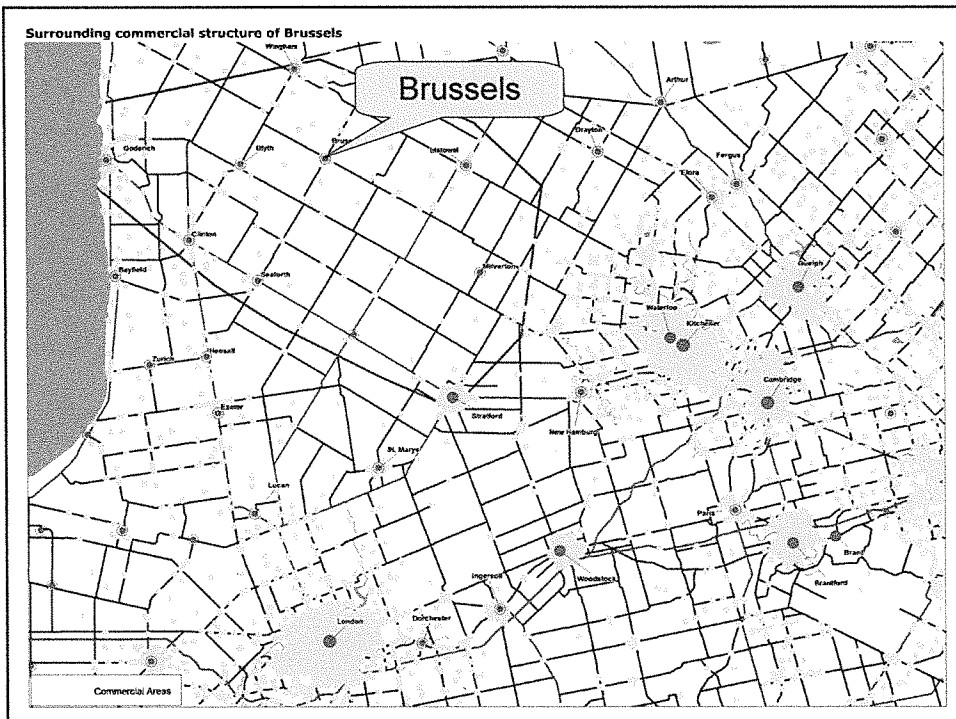 Surrounding commercial structure of Brussels
Wingham
Brussels
Arthur
Goderich
Blyth
Listowel
Drayton
Fergus
Elora
Clinton
Bayfield
Seaforth
Milverton
Guelph
Waterloo
Kitchener
Zurich
Hensall
Cambridge
Exeter
Stratford
New Hamburg
St. Marys
Lucan
Paris
Brant
Ingersoll
Woodstock
Brantford
London
Dorchester
Commercial Areas